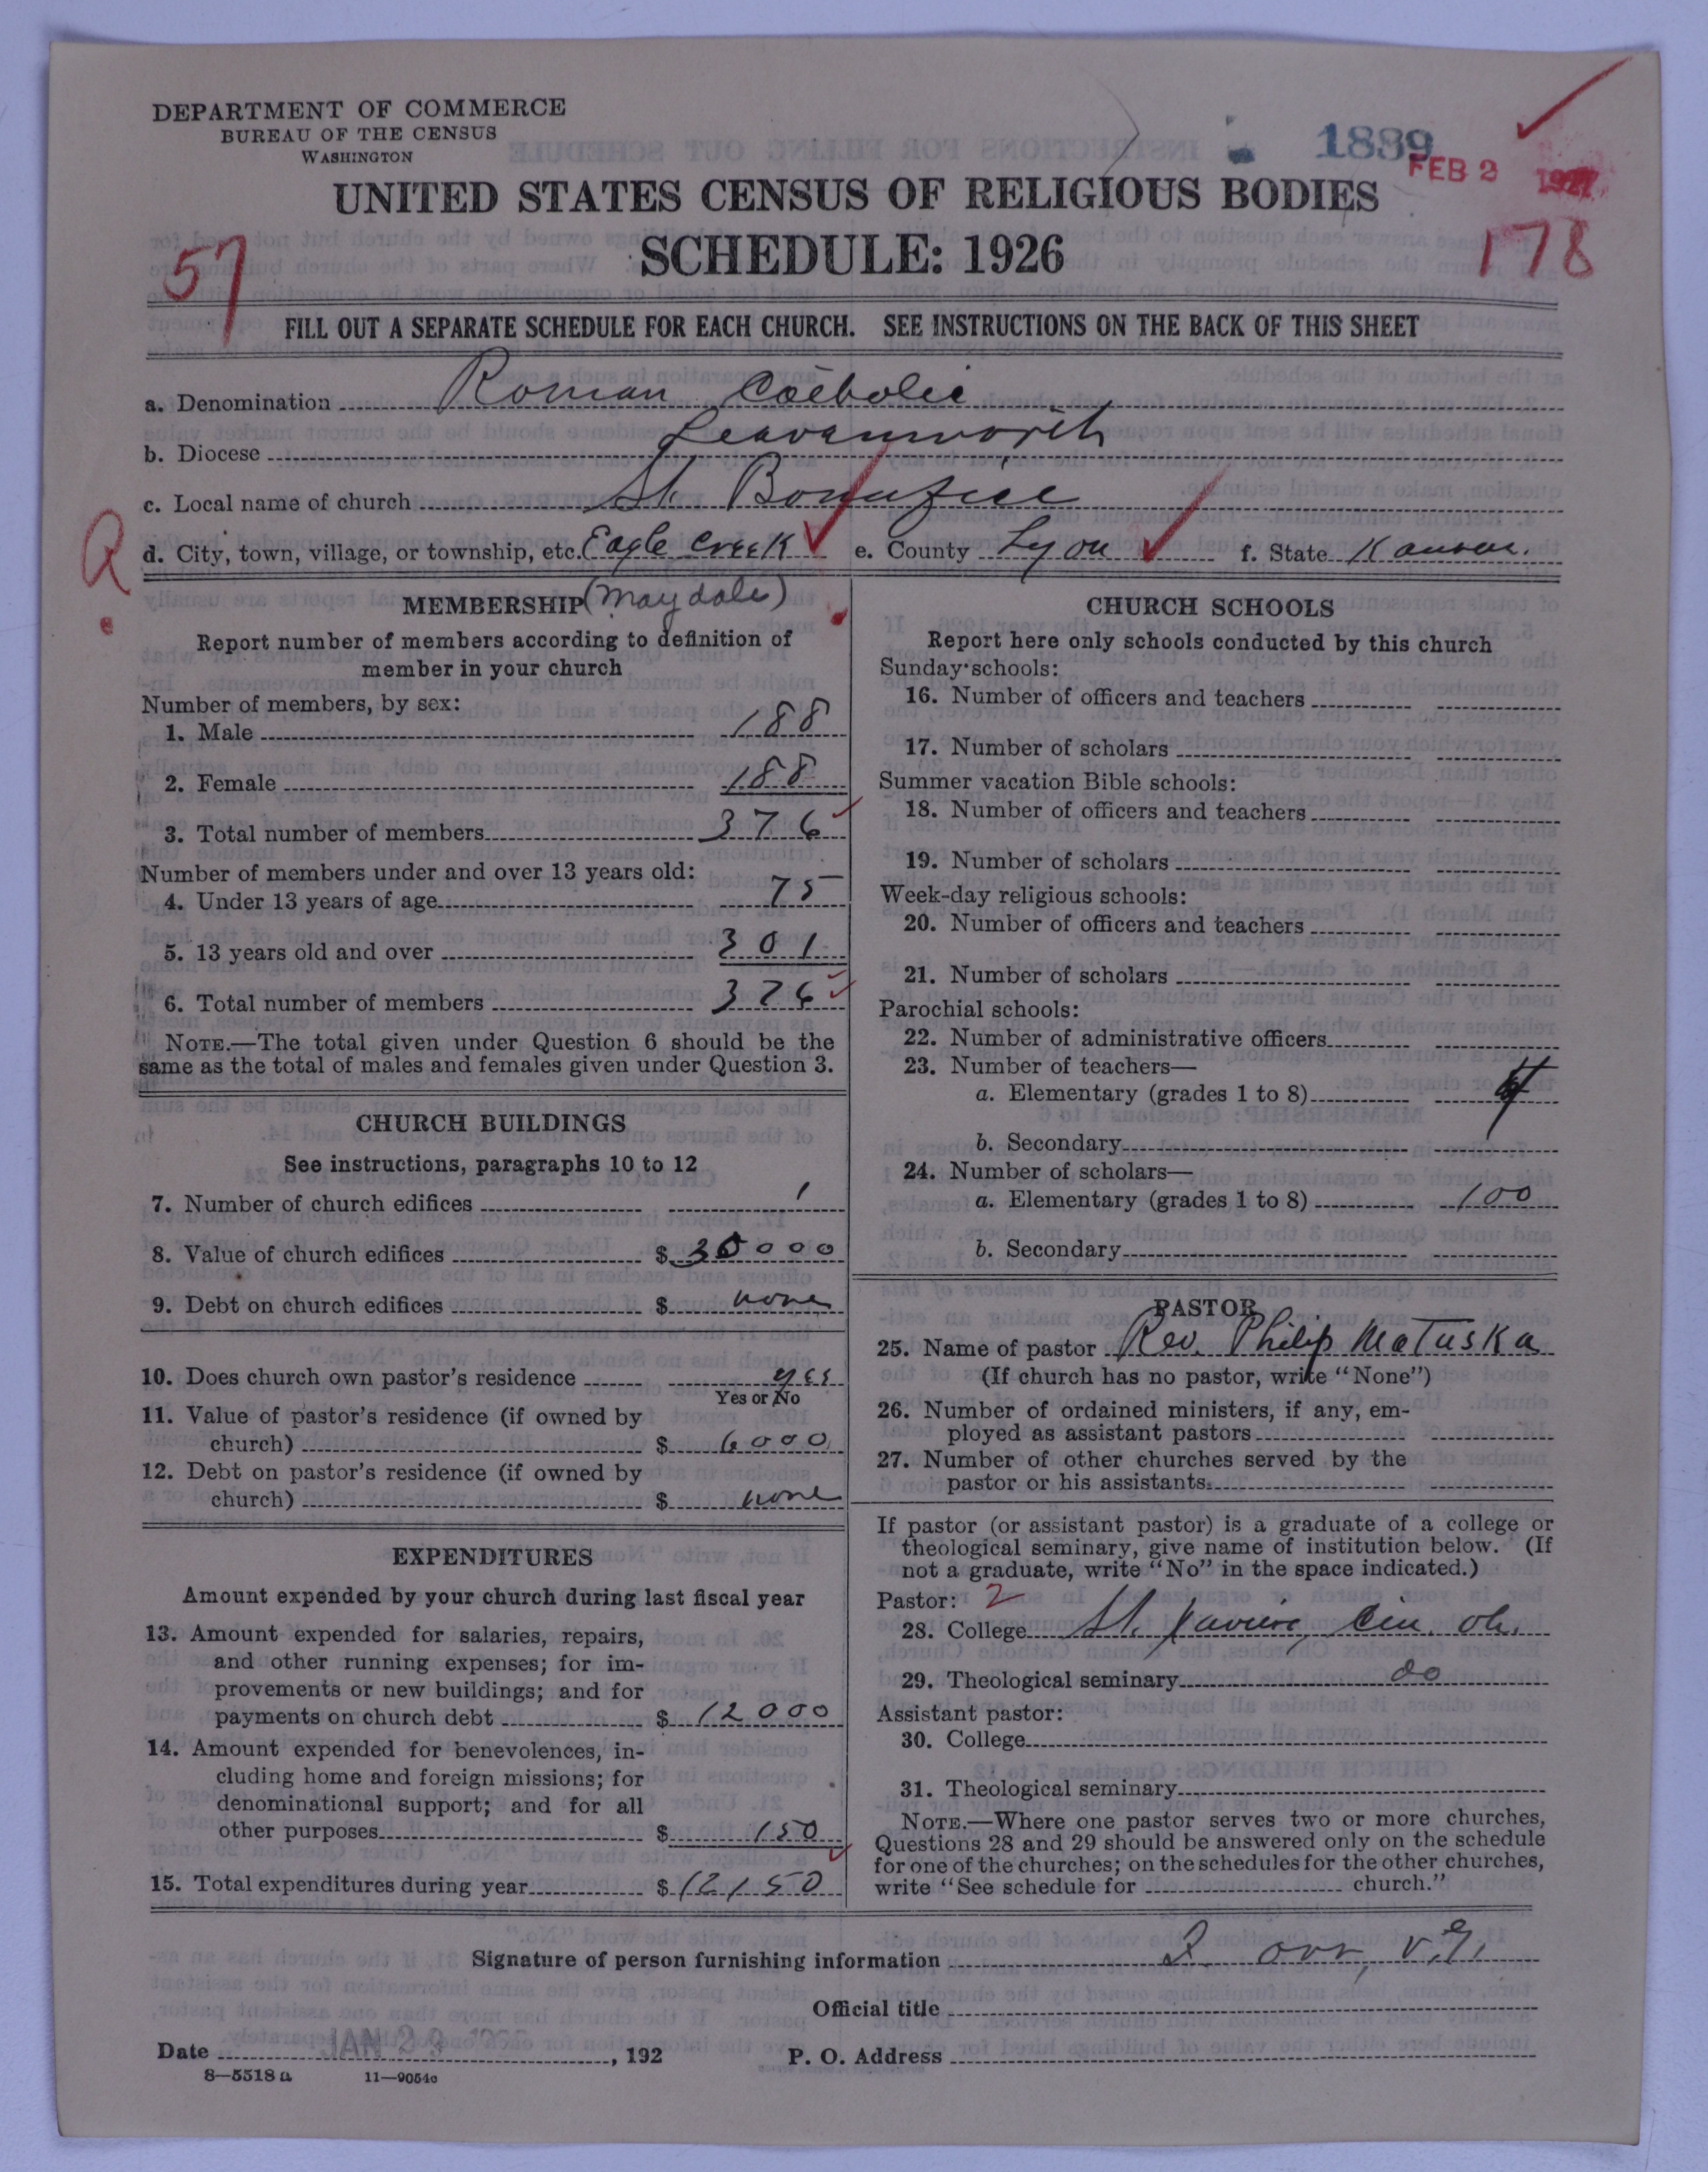 DEPARTMENT OF COMMERCE
BUREAU OF THE CENSUS
WASHINGTON
1889
FEB 2 1927
UNITED STATES CENSUS OF RELIGIOUS BODIES
SCHEDULE: 1926
57
178
FILL OUT A SEPARATE SCHEDULE FOR EACH CHURCH. SEE INSTRUCTIONS ON THE BACK OF THIS SHEET
a. Denomination Roman Catholic
b. Diocese Leavenworth
c. Local name of church St. Boniface
d. City, town, village, or township, etc. Eagle Creek e. County Lyon f. State Kansas.
(Maydale)
MEMBERSHIP
Report number of members according to definition of
member in your church
Number of members, by sex:
1. Male 188
2. Female 188
3. Total number of members 376
Number of members under and over 13 years old:
4. Under 13 years of age 75
5. 13 years old and over 301
6. Total number of members 376
NOTE.—The total given under Question 6 should be the
same as the total of males and females given under Question 3.
CHURCH BUILDINGS
See instructions, paragraphs 10 to 12
7. Number of church edifices 1
8. Value of church edifices $ 30000
9. Debt on church edifices $ none
10. Does church own pastor's residence yes
Yes or No
11. Value of pastor's residence (if owned by
church) $ 6000
12. Debt on pastor's residence (if owned by
church) $ none
EXPENDITURES
Amount expended by your church during last fiscal year
13. Amount expended for salaries, repairs,
and other running expenses; for im-
provements or new buildings; and for
payments on church debt $ 12000
14. Amount expended for benevolences, in-
cluding home and foreign missions; for
denominational support; and for all
other purposes $ 150
15. Total expenditures during year $ 12150
CHURCH SCHOOLS
Report here only schools conducted by this church
Sunday schools:
16. Number of officers and teachers
17. Number of scholars
Summer vacation Bible schools:
18. Number of officers and teachers
19. Number of scholars
Week-day religious schools:
20. Number of officers and teachers
21. Number of scholars
Parochial schools:
22. Number of administrative officers
23. Number of teachers—
a. Elementary (grades 1 to 8) 4
b. Secondary
24. Number of scholars—
a. Elementary (grades 1 to 8) 100
b. Secondary
PASTOR
25. Name of pastor Rev. Philip Matuska
(If church has no pastor, write "None")
26. Number of ordained ministers, if any, em-
ployed as assistant pastors
27. Number of other churches served by the
pastor or his assistants
If pastor (or assistant pastor) is a graduate of a college or
theological seminary, give name of institution below. (If
not a graduate, write "No" in the space indicated.)
Pastor: 2
28. College St. Xavier, Cin. Oh.
29. Theological seminary do
Assistant pastor:
30. College
31. Theological seminary
NOTE.—Where one pastor serves two or more churches,
Questions 28 and 29 should be answered only on the schedule
for one of the churches; on the schedules for the other churches,
write "See schedule for church."
Signature of person furnishing information Orr, V.G.
Official title
Date JAN 29, 192 P. O. Address
8—5518 a 11—9054c